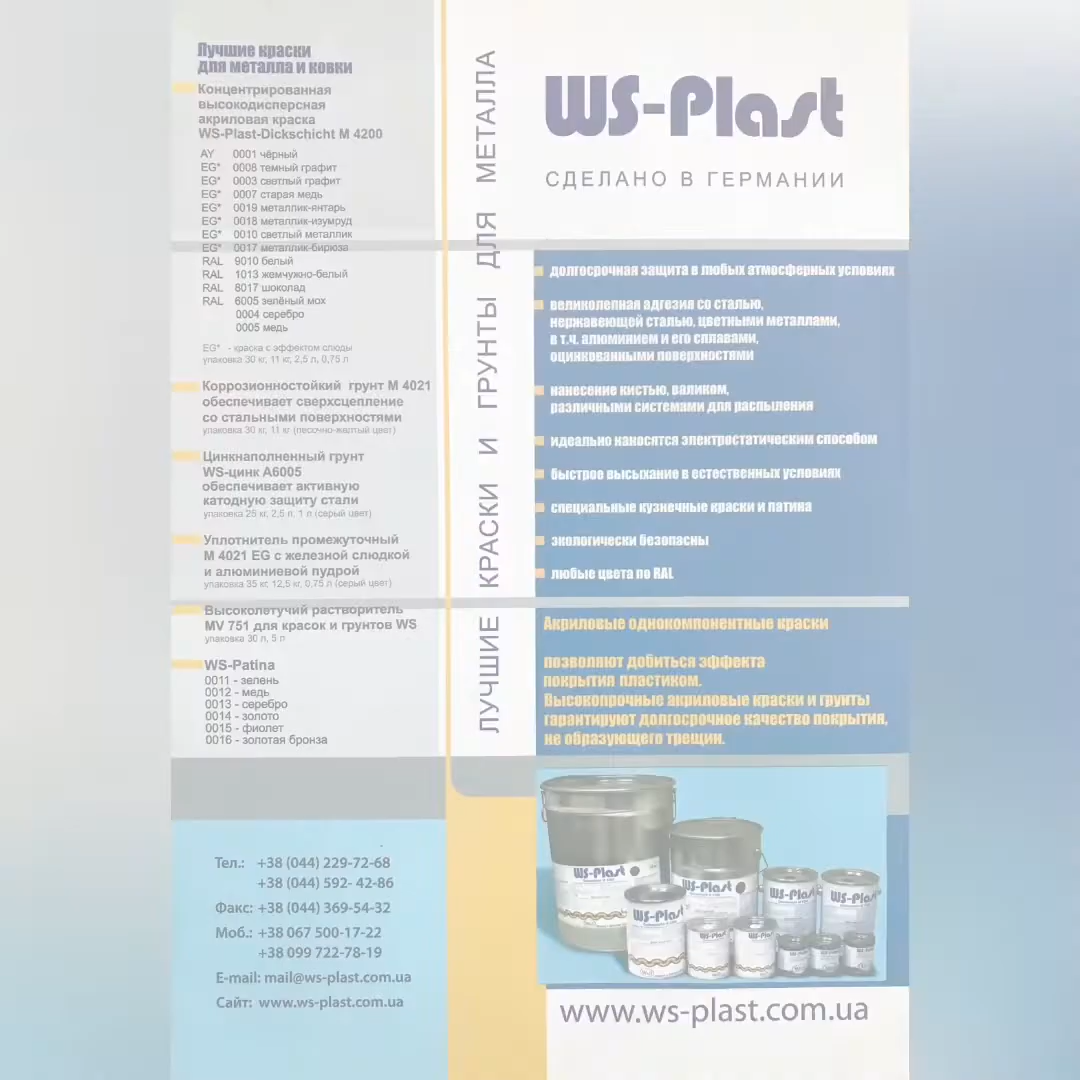 Лучшие краски
для металла и ковки
Концентрированная
высокодисперсная
акриловая краска
WS-Plast-Dickschicht M 4200
AY 0001 чёрный
EG* 0008 темный графит
EG* 0003 светлый графит
EG* 0007 старая медь
EG* 0019 металлик-янтарь
EG* 0018 металлик-изумруд
EG* 0010 светлый металлик
EG* 0017 металлик-бирюза
RAL 9010 белый
RAL 1013 жемчужно-белый
RAL 8017 шоколад
RAL 6005 зелёный мох
0004 серебро
0005 медь
EG* - краска с эффектом слюды
упаковка 30 кг, 11 кг, 2,5 л, 0,75 л
Коррозионностойкий грунт М 4021
обеспечивает сверхсцепление
со стальными поверхностями
упаковка 30 кг, 11 кг (песочно-желтый цвет)
Цинкнаполненный грунт
WS-цинк А6005
обеспечивает активную
катодную защиту стали
упаковка 25 кг, 2,5 л, 1 л (серый цвет)
Уплотнитель промежуточный
М 4021 EG с железной слюдкой
и алюминиевой пудрой
упаковка 35 кг, 12,5 кг, 0,75 л (серый цвет)
Высоколетучий растворитель
MV 751 для красок и грунтов WS
упаковка 30 л, 5 л
WS-Patina
0011 - зелень
0012 - медь
0013 - серебро
0014 - золото
0015 - фиолет
0016 - золотая бронза
Тел.: +38 (044) 229-72-68
+38 (044) 592- 42-86
Факс: +38 (044) 369-54-32
Моб.: +38 067 500-17-22
+38 099 722-78-19
E-mail: mail@ws-plast.com.ua
Сайт: www.ws-plast.com.ua
ЛУЧШИЕ КРАСКИ И ГРУНТЫ ДЛЯ МЕТАЛЛА
WS-Plast
СДЕЛАНО В ГЕРМАНИИ
долгосрочная защита в любых атмосферных условиях
великолепная адгезия со сталью,
нержавеющей сталью, цветными металлами,
в т.ч. алюминием и его сплавами,
оцинкованными поверхностями
нанесение кистью, валиком,
различными системами для распыления
идеально наносятся электростатическим способом
быстрое высыхание в естественных условиях
специальные кузнечные краски и патина
экологически безопасны
любые цвета по RAL
Акриловые однокомпонентные краски
позволяют добиться эффекта
покрытия пластиком.
Высокопрочные акриловые краски и грунты
гарантируют долгосрочное качество покрытия,
не образующего трещин.
WS-Plast
WS-Plast
WS-Plast
WS-Plast
WS-Plast
WS-Plast
WS-Plast
www.ws-plast.com.ua